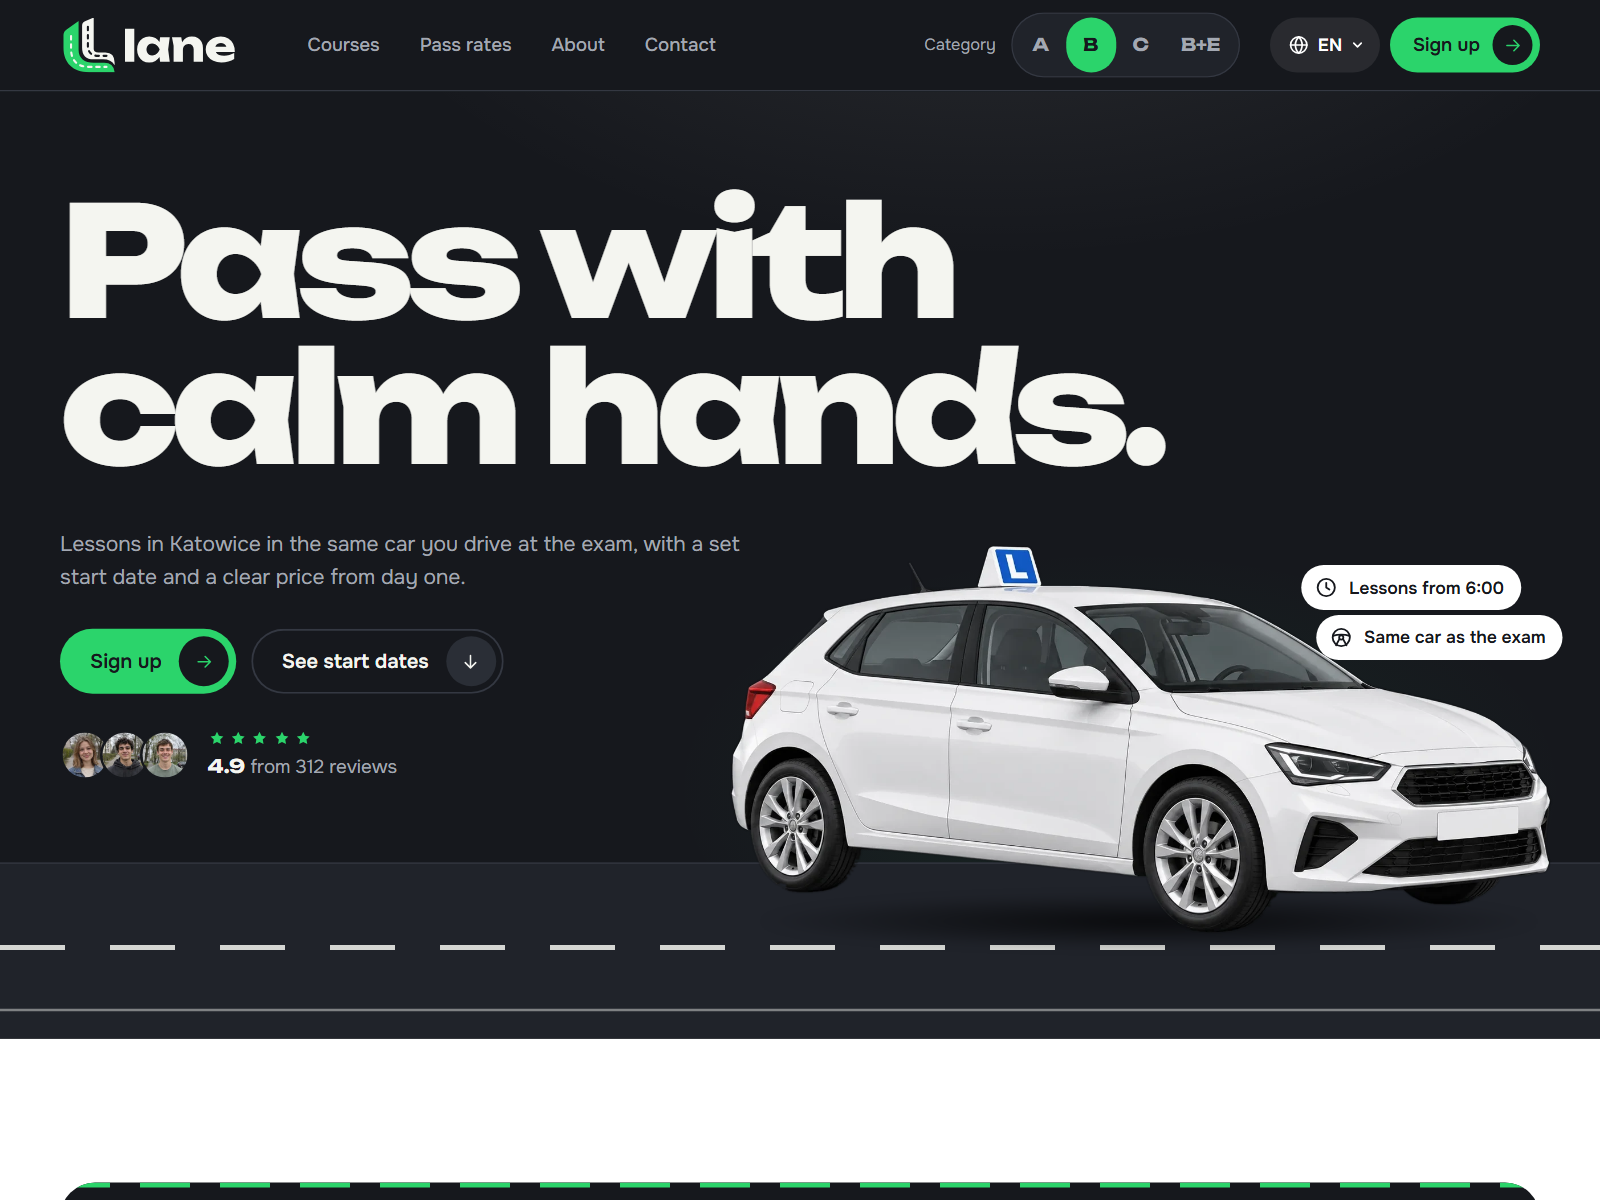 lane
Courses
Pass rates
About
Contact
Category
A
B
C
B+E
EN
Sign up
Pass with
calm hands.
Lessons in Katowice in the same car you drive at the exam, with a set
start date and a clear price from day one.
L
Lessons from 6:00
Same car as the exam
Sign up
See start dates
4.9 from 312 reviews